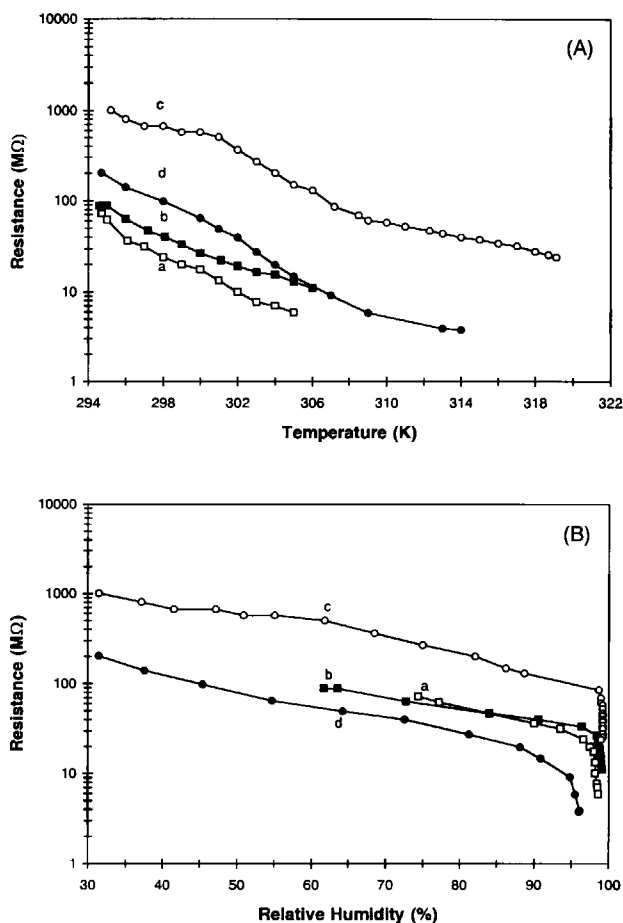 10000
(A)
c
1000
d
100
b
a
10
1
Resistance (MΩ)
294 298 302 306 310 314 318 322
Temperature (K)
10000
(B)
1000
c
b
a
100
d
10
1
Resistance (MΩ)
30 40 50 60 70 80 90 100
Relative Humidity (%)